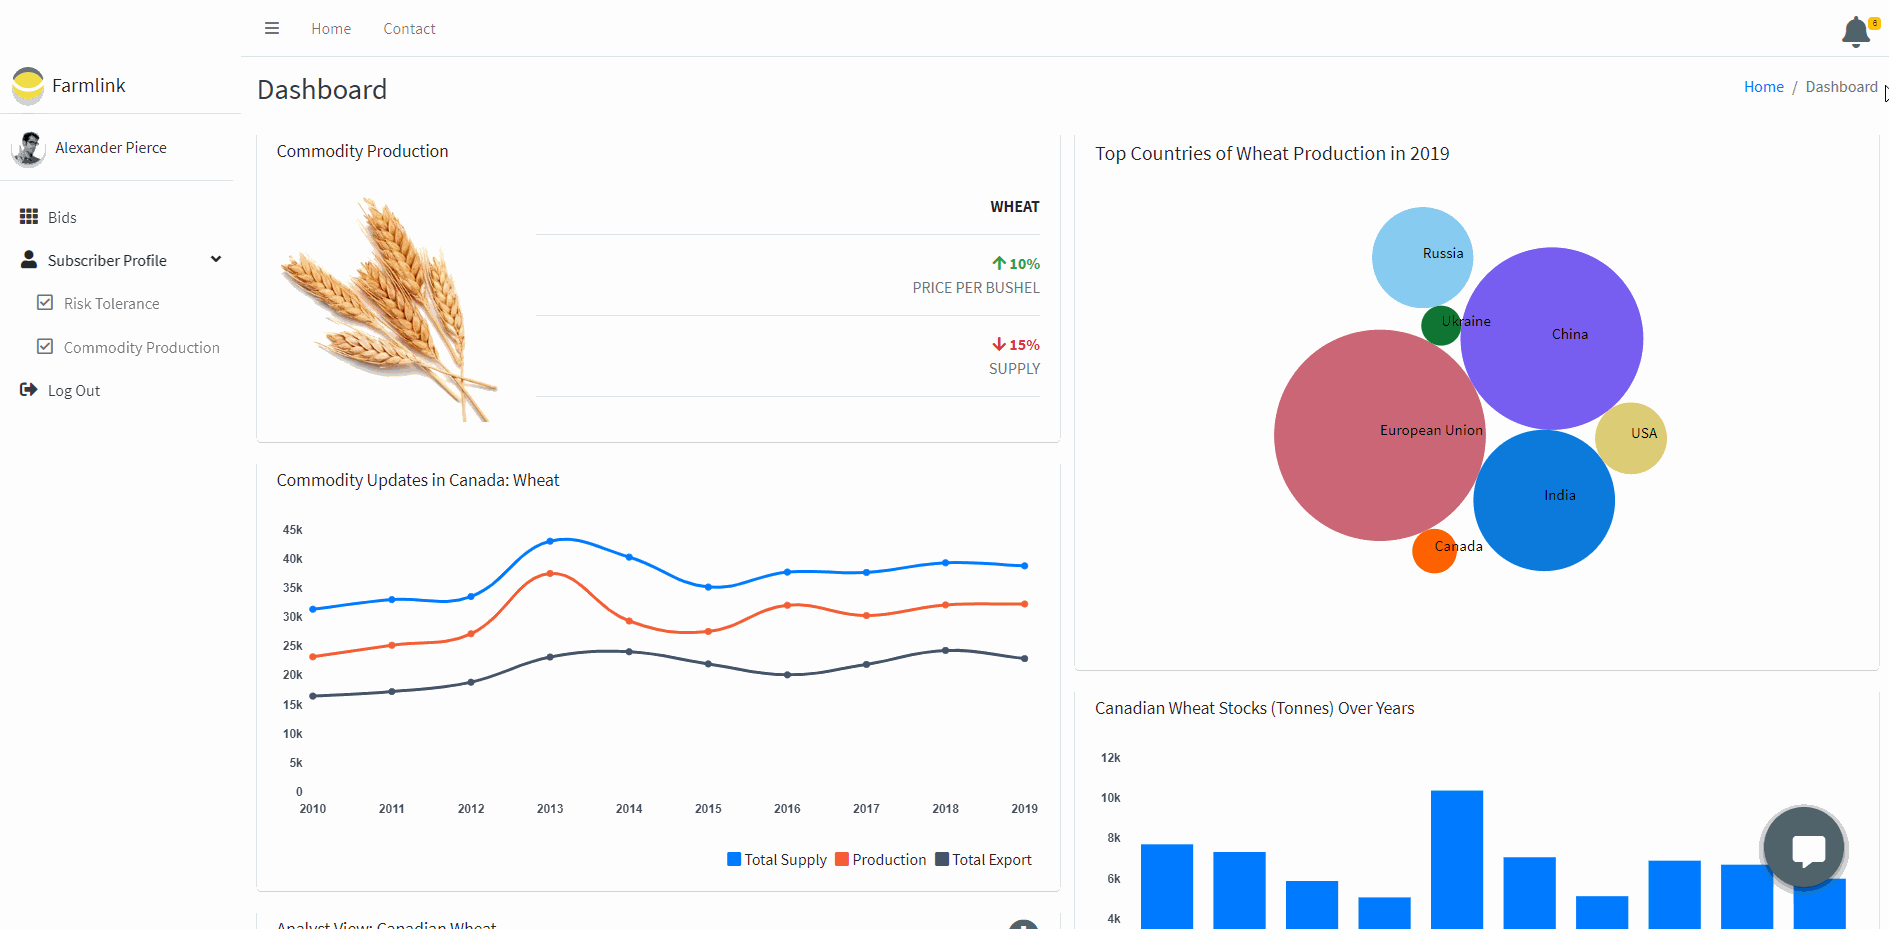 Home Contact
6
Farmlink
Alexander Pierce
Bids
Subscriber Profile
Risk Tolerance
Commodity Production
Log Out
Dashboard
Home / Dashboard
Commodity Production
WHEAT
10%
PRICE PER BUSHEL
15%
SUPPLY
Top Countries of Wheat Production in 2019
Russia
Ukraine
China
European Union
USA
India
Canada
Commodity Updates in Canada: Wheat
45k
40k
35k
30k
25k
20k
15k
10k
5k
0
2010 2011 2012 2013 2014 2015 2016 2017 2018 2019
Total Supply Production Total Export
Canadian Wheat Stocks (Tonnes) Over Years
12k
10k
8k
6k
4k
Analyst View: Canadian Wheat